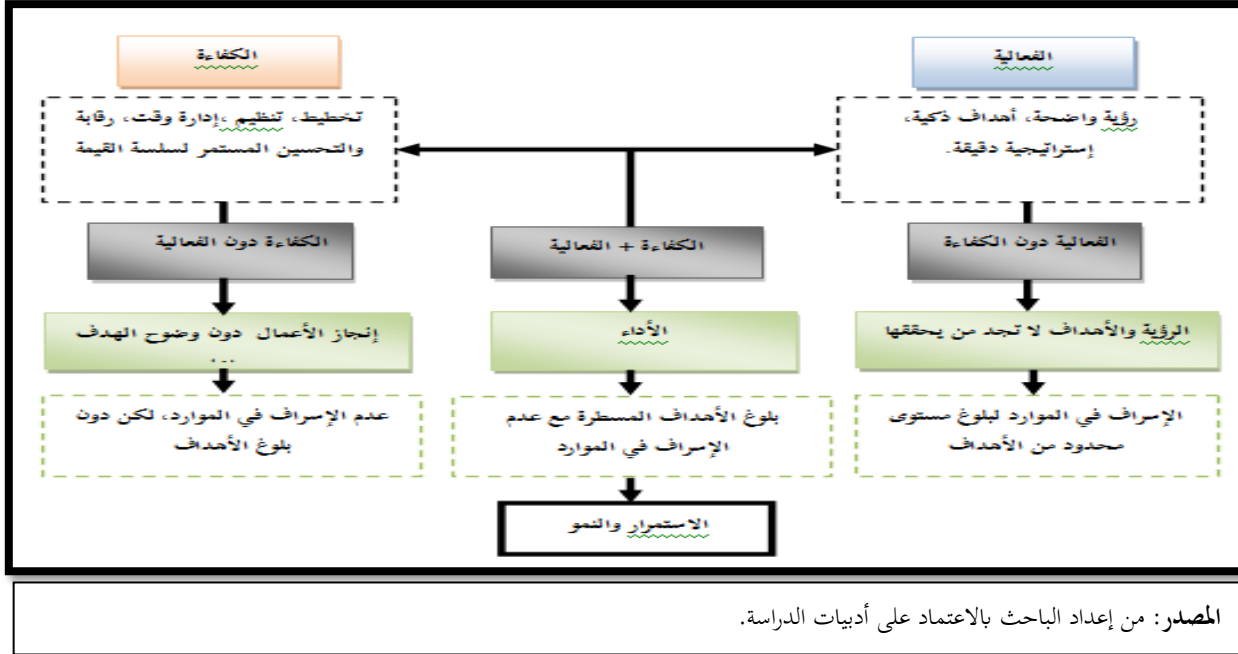 الفعالية
الكفاءة
رؤية واضحة، أهداف ذكية،
إستراتيجية دقيقة.
تخطيط، تنظيم ،إدارة وقت، رقابة
والتحسين المستمر لسلسة القيمة
الفعالية دون الكفاءة
الكفاءة + الفعالية
الكفاءة دون الفعالية
الرؤية والأهداف لا تجد من يحققها
الأداء
إنجاز الأعمال دون وضوح الهدف
الإسراف في الموارد لبلوغ مستوى
محدود من الأهداف
بلوغ الأهداف المسطرة مع عدم
الإسراف في الموارد
عدم الإسراف في الموارد، لكن دون
بلوغ الأهداف
الاستمرار والنمو
المصدر: من إعداد الباحث بالاعتماد على أدبيات الدراسة.